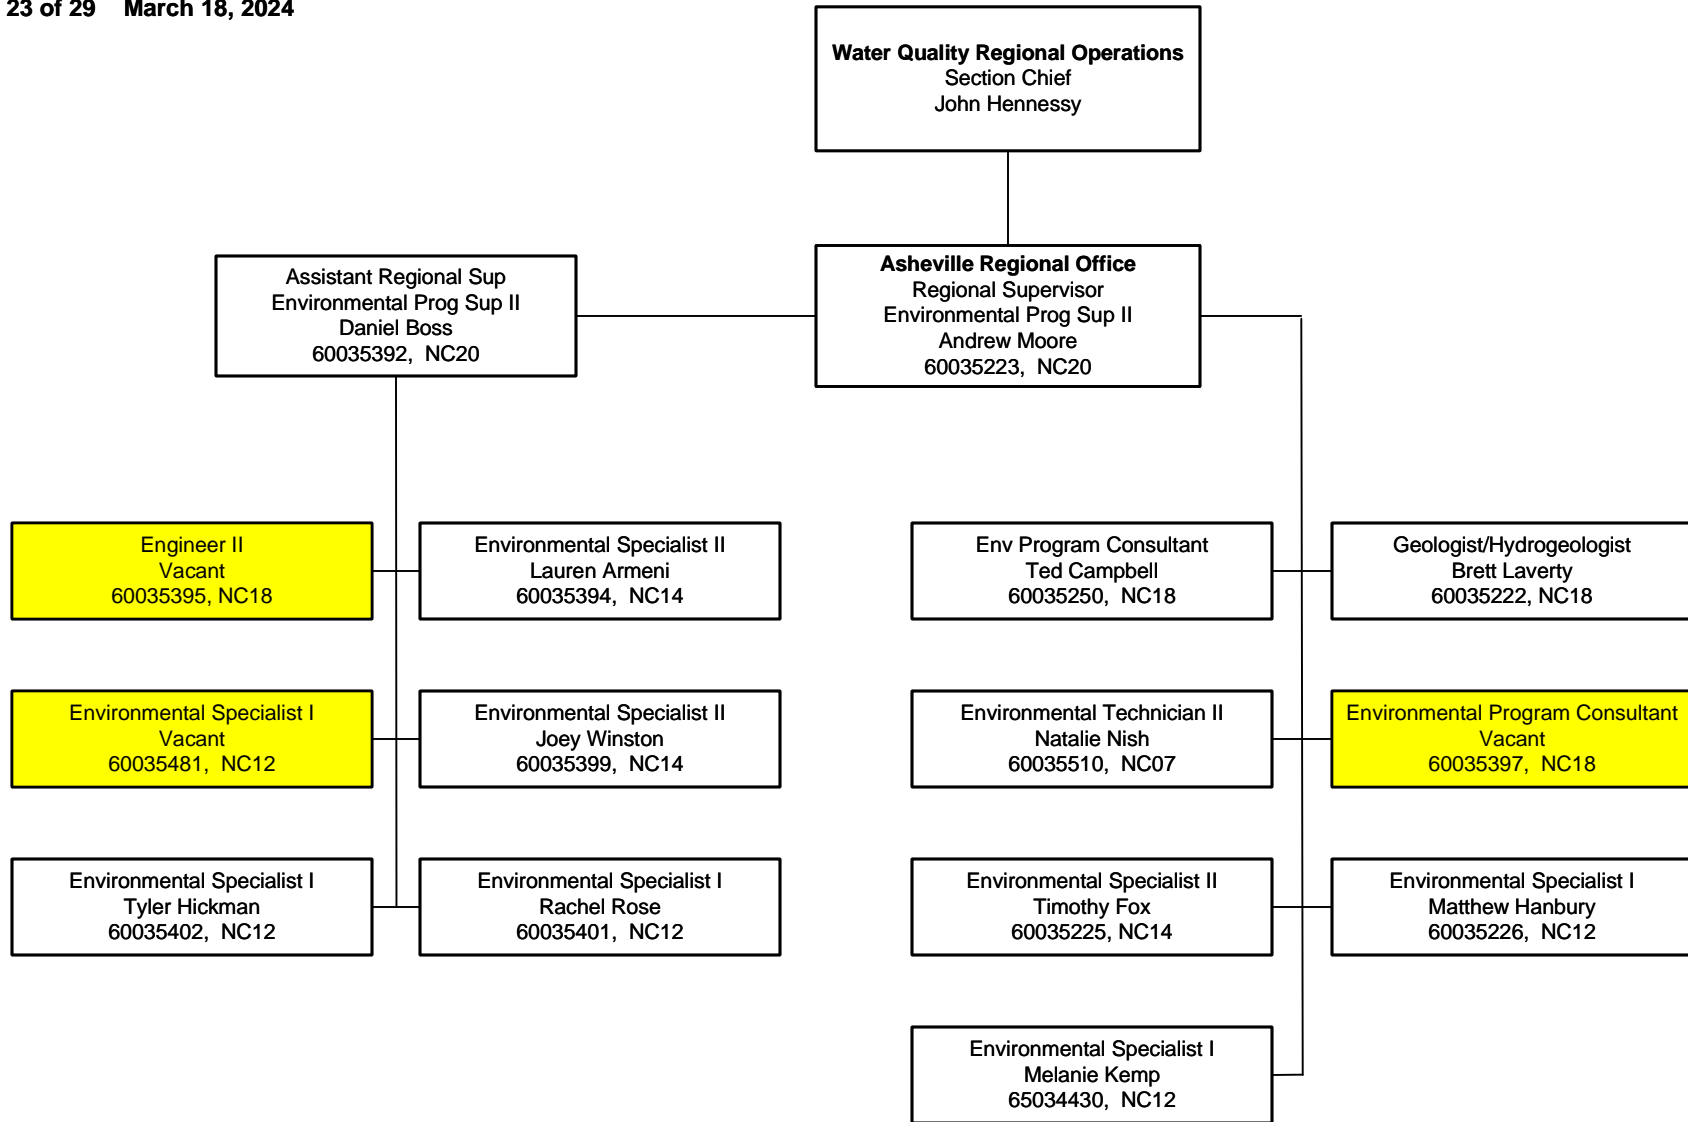 23 of 29 March 18, 2024
Water Quality Regional Operations
Section Chief
John Hennessy
Assistant Regional Sup
Environmental Prog Sup II
Daniel Boss
60035392, NC20
Asheville Regional Office
Regional Supervisor
Environmental Prog Sup II
Andrew Moore
60035223, NC20
Engineer II
Vacant
60035395, NC18
Environmental Specialist II
Lauren Armeni
60035394, NC14
Env Program Consultant
Ted Campbell
60035250, NC18
Geologist/Hydrogeologist
Brett Laverty
60035222, NC18
Environmental Specialist I
Vacant
60035481, NC12
Environmental Specialist II
Joey Winston
60035399, NC14
Environmental Technician II
Natalie Nish
60035510, NC07
Environmental Program Consultant
Vacant
60035397, NC18
Environmental Specialist I
Tyler Hickman
60035402, NC12
Environmental Specialist I
Rachel Rose
60035401, NC12
Environmental Specialist II
Timothy Fox
60035225, NC14
Environmental Specialist I
Matthew Hanbury
60035226, NC12
Environmental Specialist I
Melanie Kemp
65034430, NC12